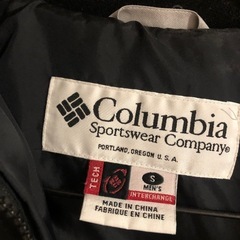 Columbia
Sportswear Company®
PORTLAND, OREGON U.S.A.
TECH
S
MEN'S
INTERCHANGE
MADE IN CHINA
FABRIQUE EN CHINE